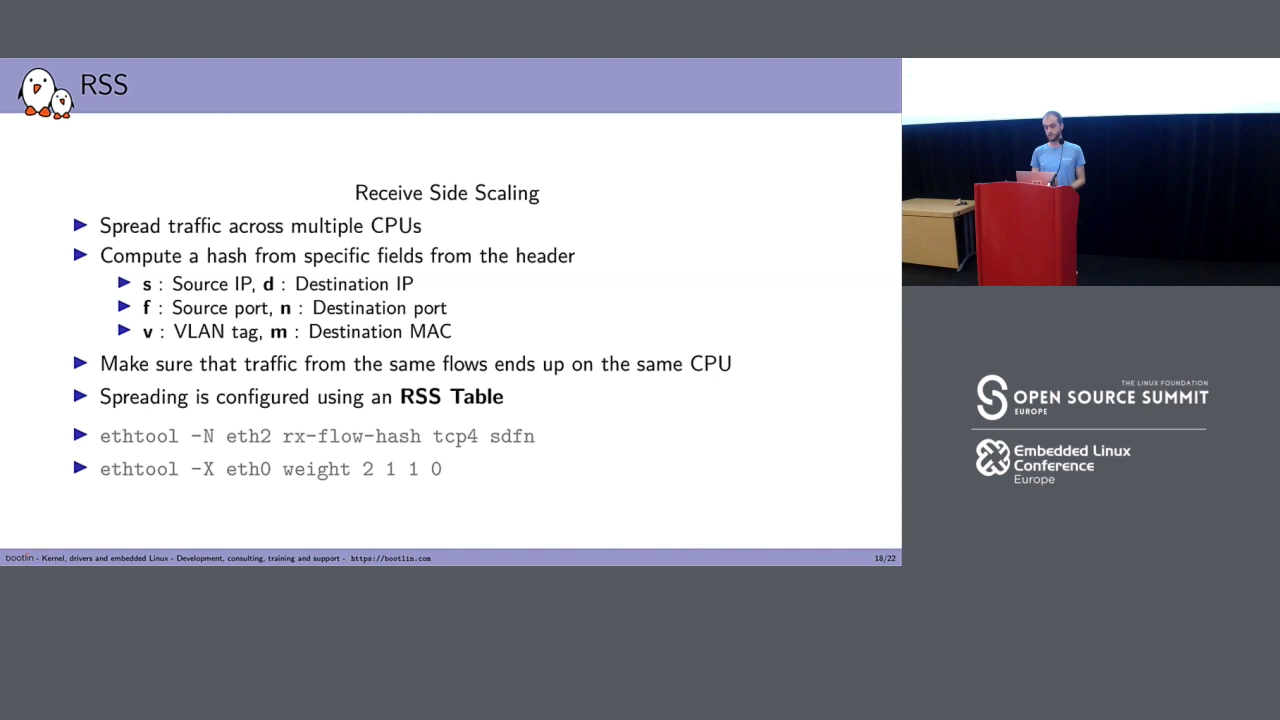 RSS
Receive Side Scaling
Spread traffic across multiple CPUs
Compute a hash from specific fields from the header
s : Source IP, d : Destination IP
f : Source port, n : Destination port
v : VLAN tag, m : Destination MAC
Make sure that traffic from the same flows ends up on the same CPU
Spreading is configured using an RSS Table
ethtool -N eth2 rx-flow-hash tcp4 sdfn
ethtool -X eth0 weight 2 1 1 0
bootlin - Kernel, drivers and embedded Linux - Development, consulting, training and support - https://bootlin.com
18/22
THE LINUX FOUNDATION
OPEN SOURCE SUMMIT
EUROPE
Embedded Linux
Conference
Europe